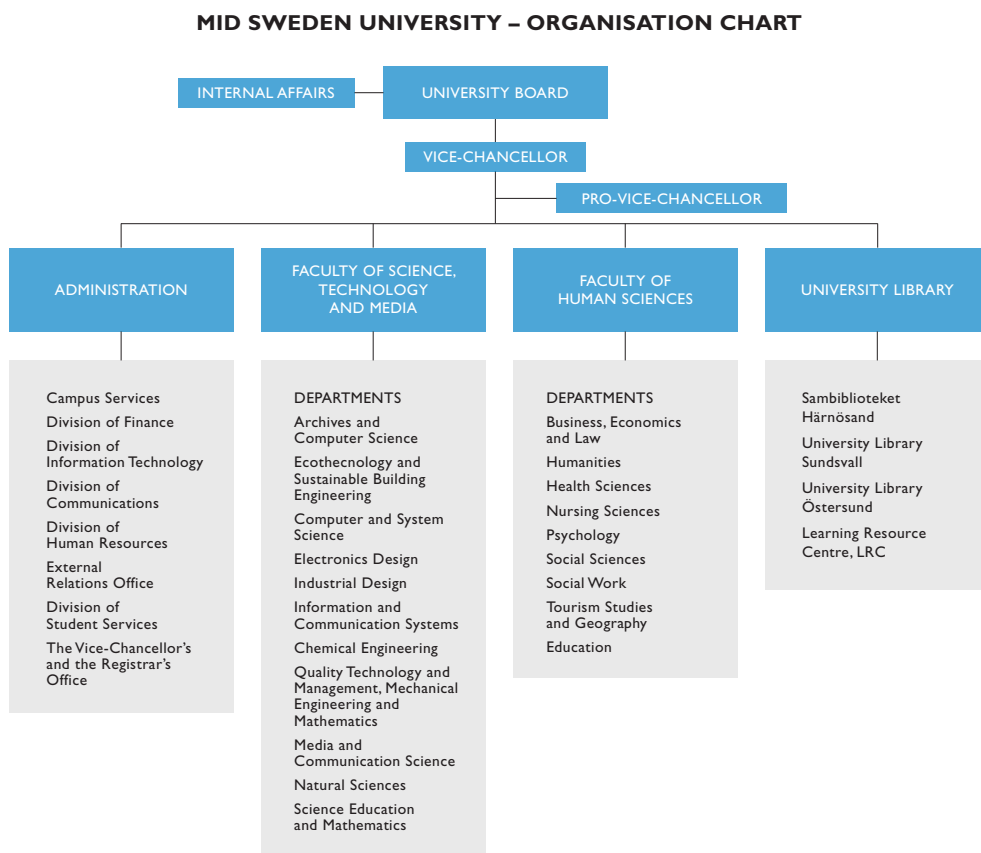 MID SWEDEN UNIVERSITY – ORGANISATION CHART
INTERNAL AFFAIRS
UNIVERSITY BOARD
VICE-CHANCELLOR
PRO-VICE-CHANCELLOR
ADMINISTRATION
FACULTY OF SCIENCE,
TECHNOLOGY
AND MEDIA
FACULTY OF
HUMAN SCIENCES
UNIVERSITY LIBRARY
Campus Services
Division of Finance
Division of
Information Technology
Division of
Communications
Division of
Human Resources
External
Relations Office
Division of
Student Services
The Vice-Chancellor's
and the Registrar's
Office
DEPARTMENTS
Archives and
Computer Science
Ecothecnology and
Sustainable Building
Engineering
Computer and System
Science
Electronics Design
Industrial Design
Information and
Communication Systems
Chemical Engineering
Quality Technology and
Management, Mechanical
Engineering and
Mathematics
Media and
Communication Science
Natural Sciences
Science Education
and Mathematics
DEPARTMENTS
Business, Economics
and Law
Humanities
Health Sciences
Nursing Sciences
Psychology
Social Sciences
Social Work
Tourism Studies
and Geography
Education
Sambiblioteket
Härnösand
University Library
Sundsvall
University Library
Östersund
Learning Resource
Centre, LRC